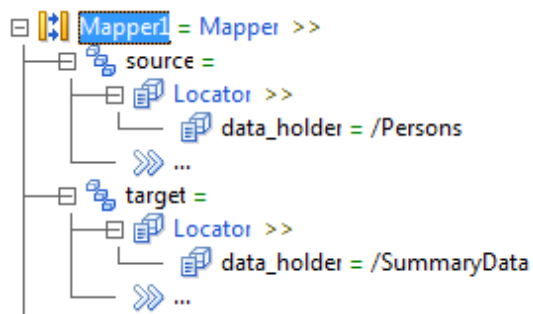 Mapper1 = Mapper >>
source =
Locator >>
data_holder = /Persons
>> ...
target =
Locator >>
data_holder = /SummaryData
>> ...